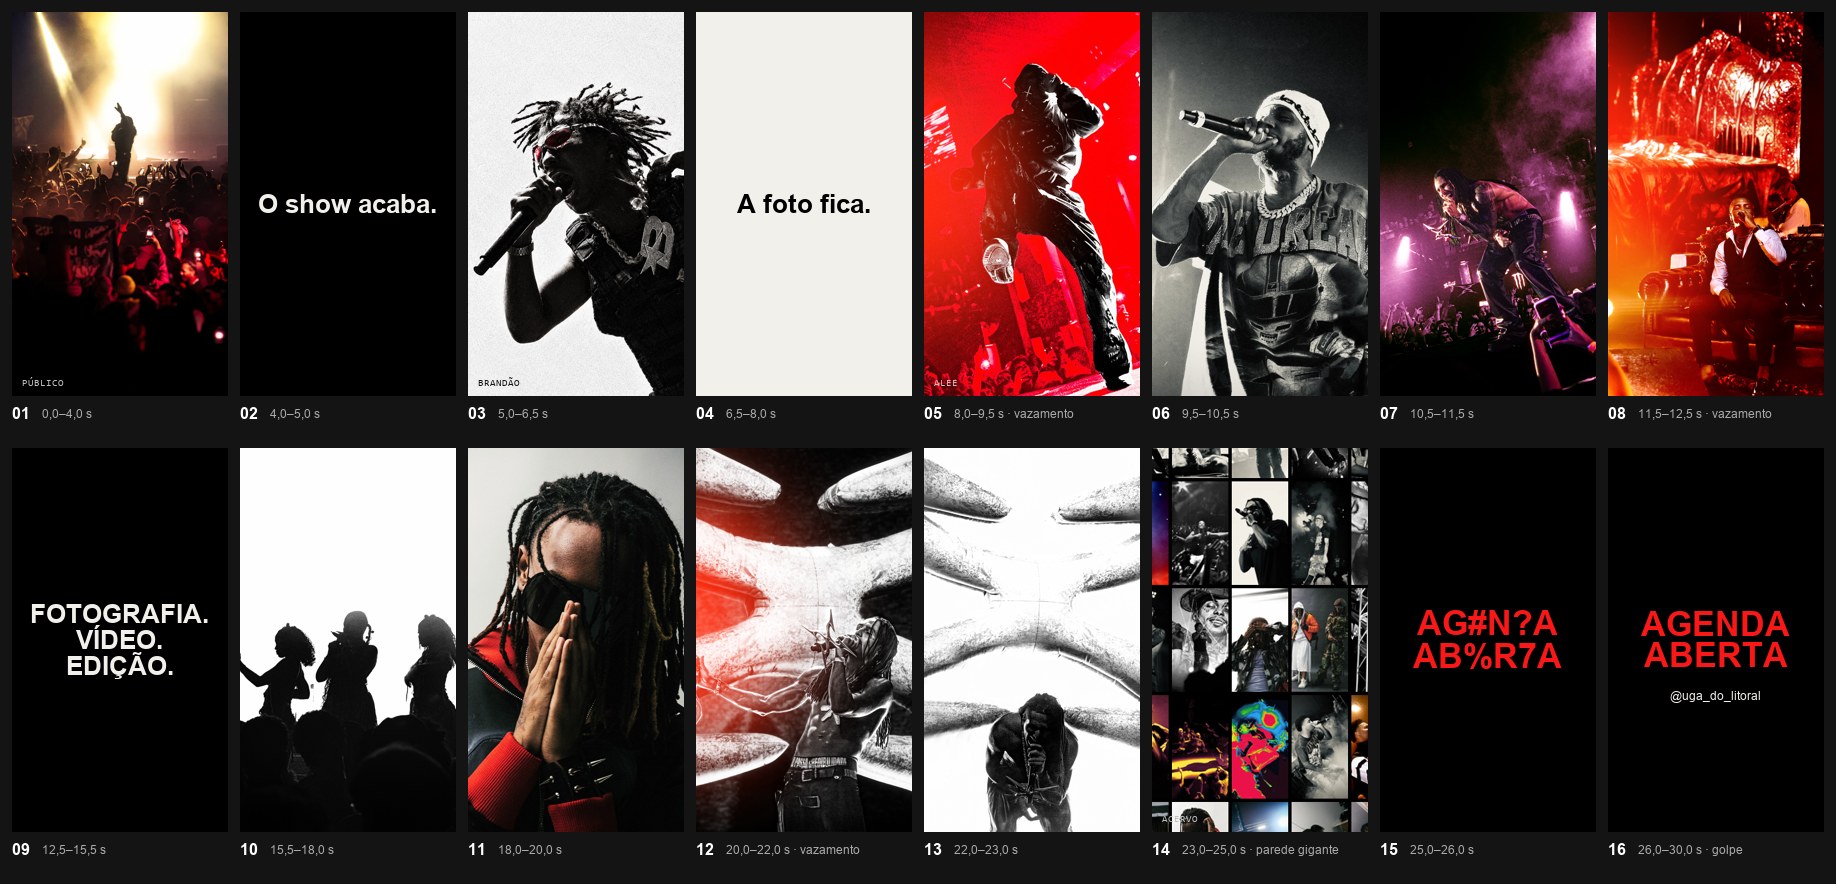 PÚBLICO
O show acaba.
BRANDÃO
A foto fica.
ALEE
01 0,0–4,0 s
02 4,0–5,0 s
03 5,0–6,5 s
04 6,5–8,0 s
05 8,0–9,5 s · vazamento
06 9,5–10,5 s
07 10,5–11,5 s
08 11,5–12,5 s · vazamento
FOTOGRAFIA.
VÍDEO.
EDIÇÃO.
ACERVO
AG#N?A
AB%R7A
AGENDA
ABERTA
@uga_do_litoral
09 12,5–15,5 s
10 15,5–18,0 s
11 18,0–20,0 s
12 20,0–22,0 s · vazamento
13 22,0–23,0 s
14 23,0–25,0 s · parede gigante
15 25,0–26,0 s
16 26,0–30,0 s · golpe